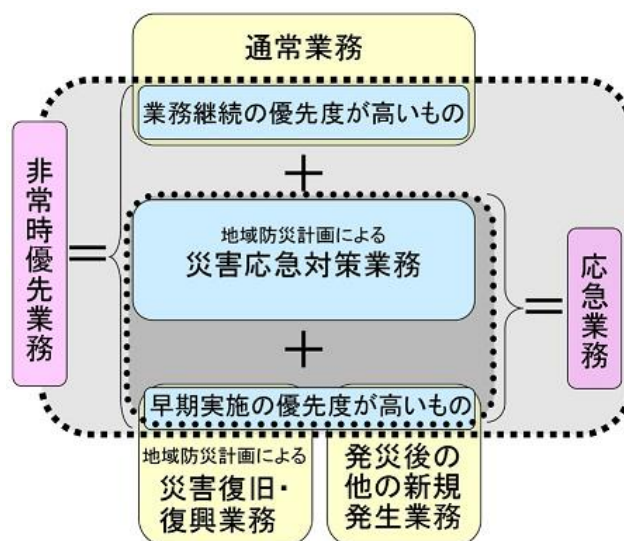 通常業務
業務継続の優先度が高いもの
＋
非常時優先業務
＝
地域防災計画による
災害応急対策業務
＝
応急業務
＋
早期実施の優先度が高いもの
地域防災計画による
災害復旧・
復興業務
発災後の
他の新規
発生業務